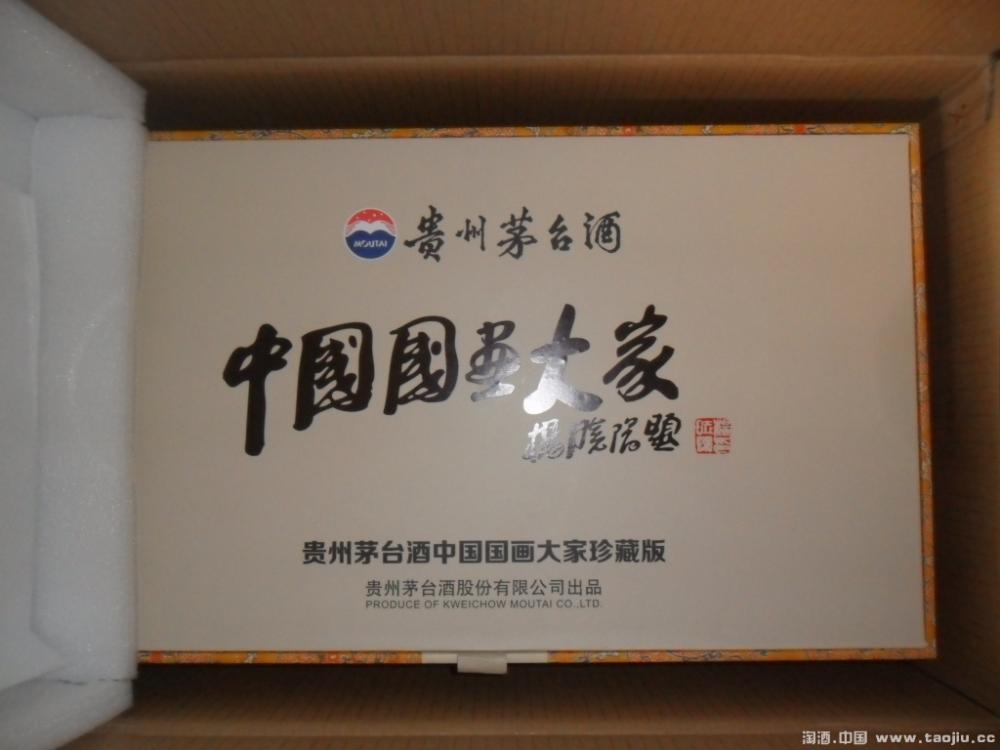 MOUTAI 贵州茅台酒
中國國画大家
楊晓阳题
贵州茅台酒中国国画大家珍藏版
贵州茅台酒股份有限公司出品
PRODUCE OF KWEICHOW MOUTAI CO.,LTD.
淘酒.中国 www.taojiu.cc